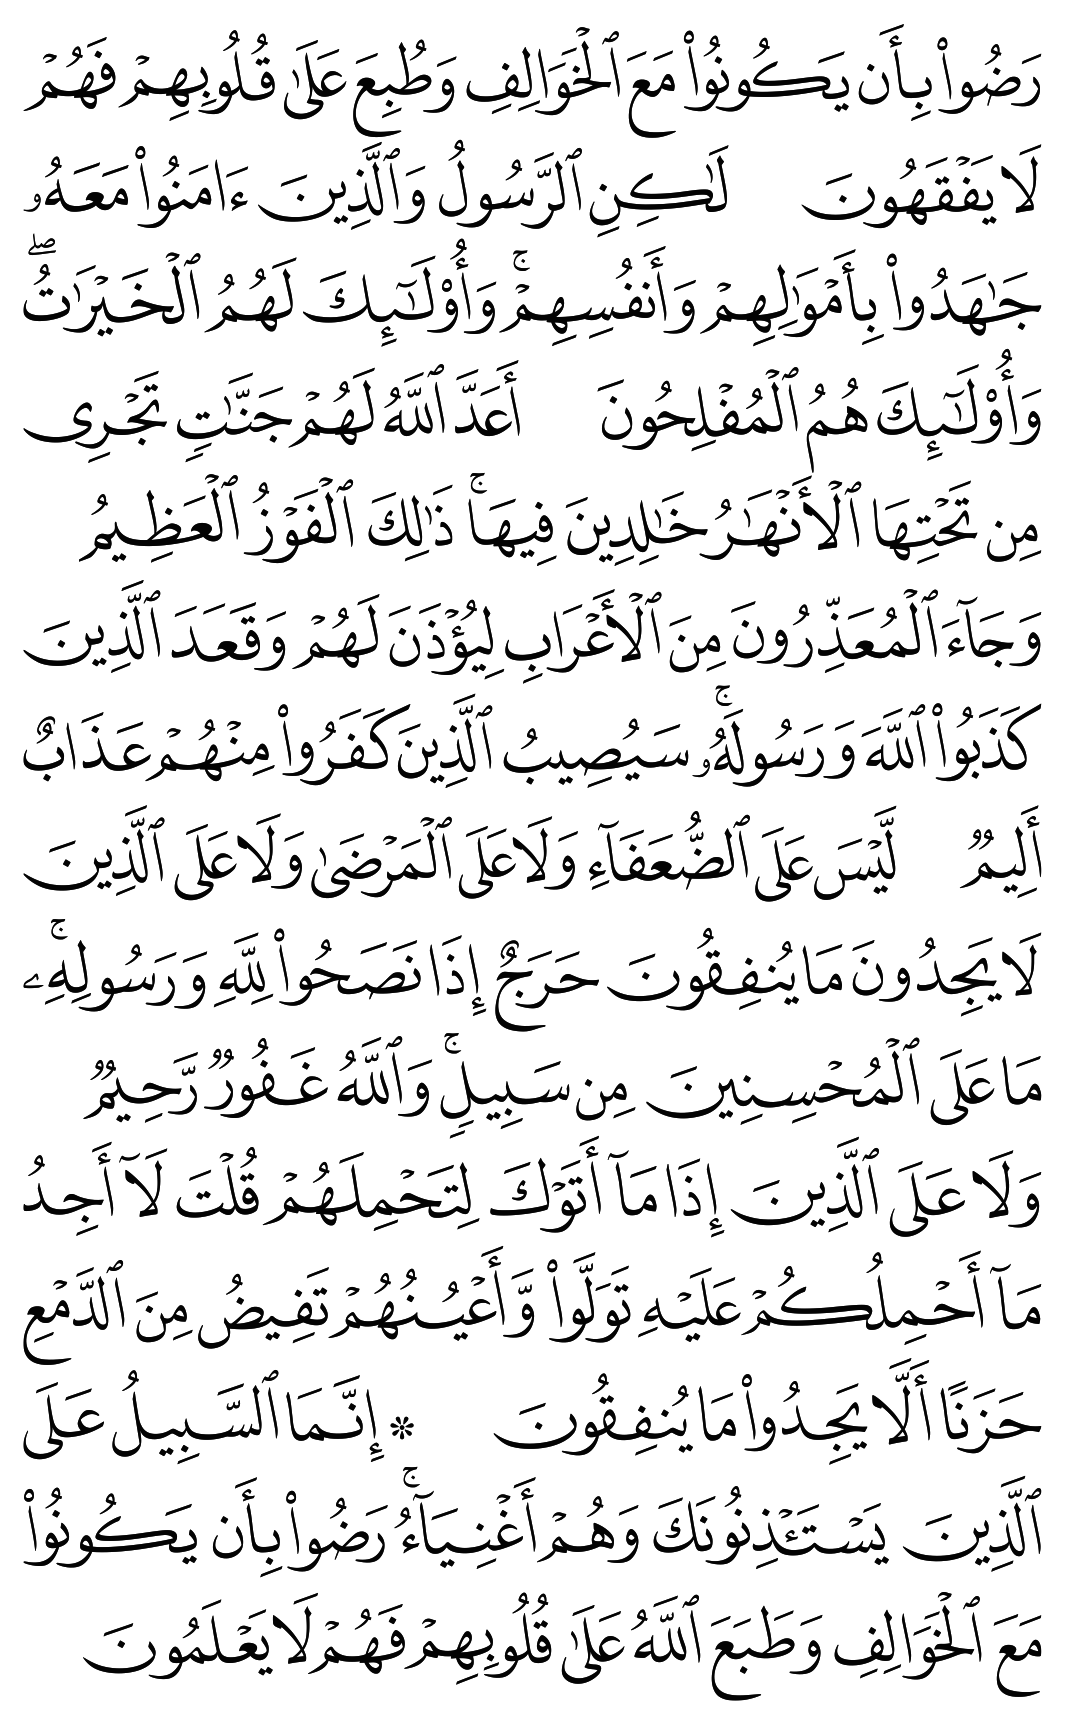 رَضُوا۟ بِأَن يَكُونُوا۟ مَعَ ٱلْخَوَالِفِ وَطُبِعَ عَلَىٰ قُلُوبِهِمْ فَهُمْ
لَا يَفْقَهُونَ لَـٰكِنِ ٱلرَّسُولُ وَٱلَّذِينَ ءَامَنُوا۟ مَعَهُۥ
جَـٰهَدُوا۟ بِأَمْوَٰلِهِمْ وَأَنفُسِهِمْ ۚ وَأُو۟لَـٰٓئِكَ لَهُمُ ٱلْخَيْرَٰتُ ۖ
وَأُو۟لَـٰٓئِكَ هُمُ ٱلْمُفْلِحُونَ أَعَدَّ ٱللَّهُ لَهُمْ جَنَّـٰتٍ تَجْرِى
مِن تَحْتِهَا ٱلْأَنْهَـٰرُ خَـٰلِدِينَ فِيهَا ۚ ذَٰلِكَ ٱلْفَوْزُ ٱلْعَظِيمُ
وَجَآءَ ٱلْمُعَذِّرُونَ مِنَ ٱلْأَعْرَابِ لِيُؤْذَنَ لَهُمْ وَقَعَدَ ٱلَّذِينَ
كَذَبُوا۟ ٱللَّهَ وَرَسُولَهُۥ ۚ سَيُصِيبُ ٱلَّذِينَ كَفَرُوا۟ مِنْهُمْ عَذَابٌ
أَلِيمٌ لَّيْسَ عَلَى ٱلضُّعَفَآءِ وَلَا عَلَى ٱلْمَرْضَىٰ وَلَا عَلَى ٱلَّذِينَ
لَا يَجِدُونَ مَا يُنفِقُونَ حَرَجٌ إِذَا نَصَحُوا۟ لِلَّهِ وَرَسُولِهِۦ ۚ
مَا عَلَى ٱلْمُحْسِنِينَ مِن سَبِيلٍ ۚ وَٱللَّهُ غَفُورٌ رَّحِيمٌ
وَلَا عَلَى ٱلَّذِينَ إِذَا مَآ أَتَوْكَ لِتَحْمِلَهُمْ قُلْتَ لَآ أَجِدُ
مَآ أَحْمِلُكُمْ عَلَيْهِ تَوَلَّوا۟ وَّأَعْيُنُهُمْ تَفِيضُ مِنَ ٱلدَّمْعِ
حَزَنًا أَلَّا يَجِدُوا۟ مَا يُنفِقُونَ * إِنَّمَا ٱلسَّبِيلُ عَلَى
ٱلَّذِينَ يَسْتَـْٔذِنُونَكَ وَهُمْ أَغْنِيَآءُ ۚ رَضُوا۟ بِأَن يَكُونُوا۟
مَعَ ٱلْخَوَالِفِ وَطَبَعَ ٱللَّهُ عَلَىٰ قُلُوبِهِمْ فَهُمْ لَا يَعْلَمُونَ